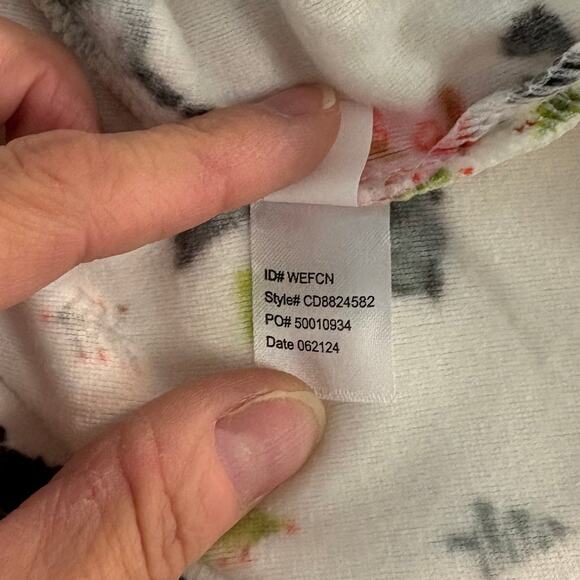 ID# WEFCN
Style# CD8824582
PO# 50010934
Date 062124